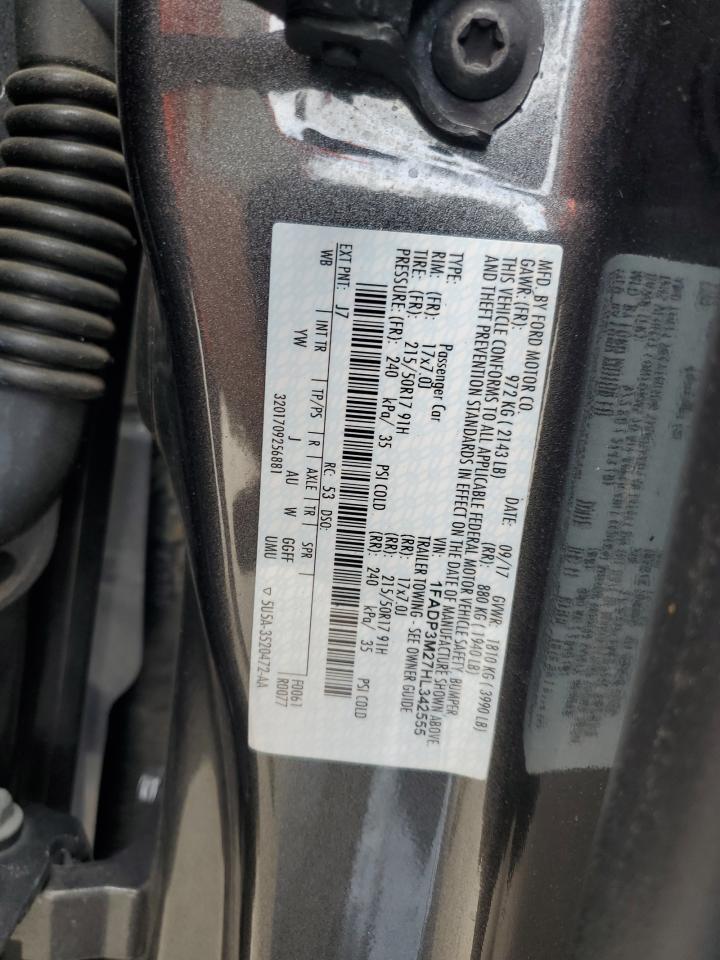 MFD. BY FORD MOTOR CO.
DATE: 09/17 GVWR: 1810 KG ( 3990 LB)
GAWR: (FR): 972 KG ( 2143 LB) (RR): 880 KG ( 1940 LB)
THIS VEHICLE CONFORMS TO ALL APPLICABLE FEDERAL MOTOR VEHICLE SAFETY, BUMPER
AND THEFT PREVENTION STANDARDS IN EFFECT ON THE DATE OF MANUFACTURE SHOWN ABOVE
VIN: 1FADP3M27HL342555
TYPE: Passenger Car TRAILER TOWING - SEE OWNER GUIDE
RIM: (FR): 17x7.0J (RR): 17x7.0J
TIRE: (FR): 215/50R17 91H (RR): 215/50R17 91H
PRESSURE: (FR): 240 kPa/ 35 PSI COLD (RR): 240 kPa/ 35 PSI COLD
EXT PNT: J7 RC: 53 DSO: F0061
WB INT TR TP/PS R AXLE TR SPR R0077
YW J AU W GGFF
3201709256881 UMU ▽ 5U5A-3520472-AA